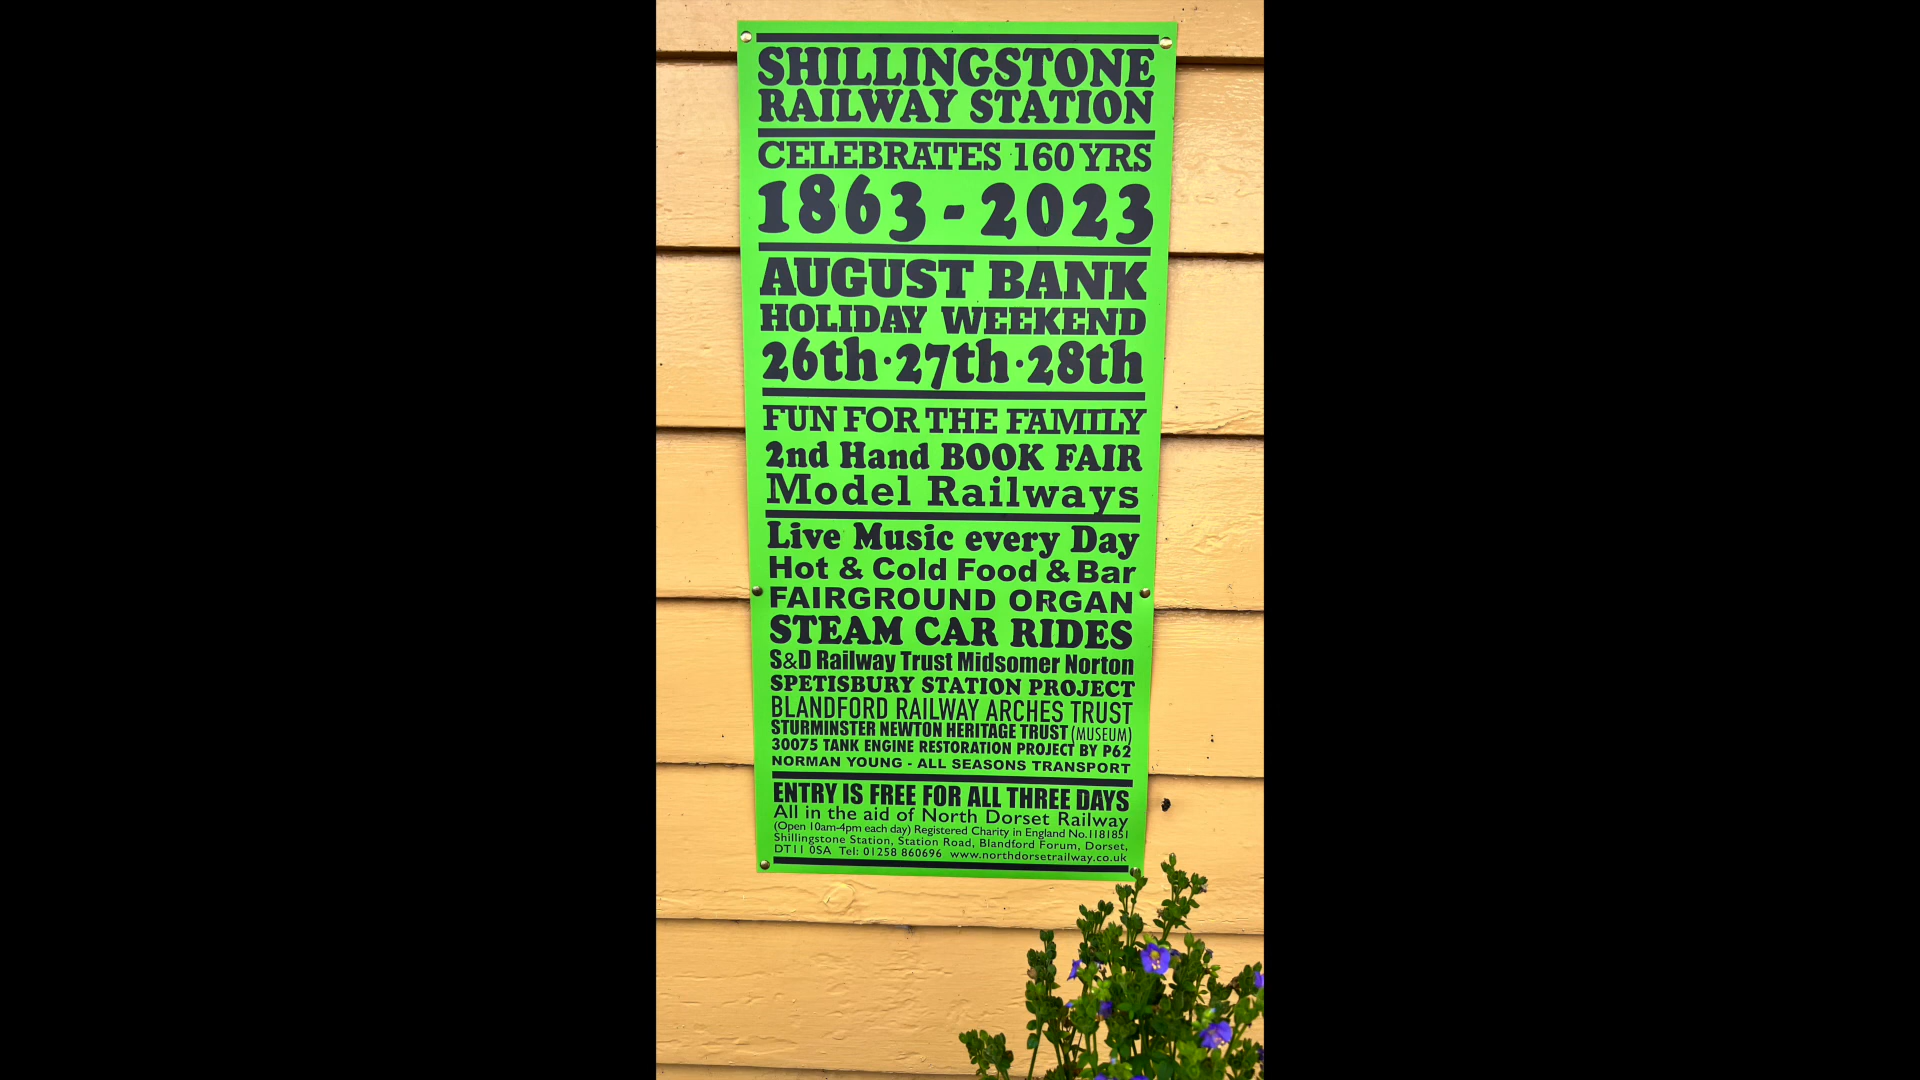 SHILLINGSTONE
RAILWAY STATION
CELEBRATES 160 YRS
1863 - 2023
AUGUST BANK
HOLIDAY WEEKEND
26th·27th·28th
FUN FOR THE FAMILY
2nd Hand BOOK FAIR
Model Railways
Live Music every Day
Hot & Cold Food & Bar
FAIRGROUND ORGAN
STEAM CAR RIDES
S&D Railway Trust Midsomer Norton
SPETISBURY STATION PROJECT
BLANDFORD RAILWAY ARCHES TRUST
STURMINSTER NEWTON HERITAGE TRUST (MUSEUM)
30075 TANK ENGINE RESTORATION PROJECT BY P62
NORMAN YOUNG - ALL SEASONS TRANSPORT
ENTRY IS FREE FOR ALL THREE DAYS
All in the aid of North Dorset Railway
(Open 10am-4pm each day) Registered Charity in England No.1181851
Shillingstone Station, Station Road, Blandford Forum, Dorset,
DT11 0SA Tel: 01258 860696 www.northdorsetrailway.co.uk